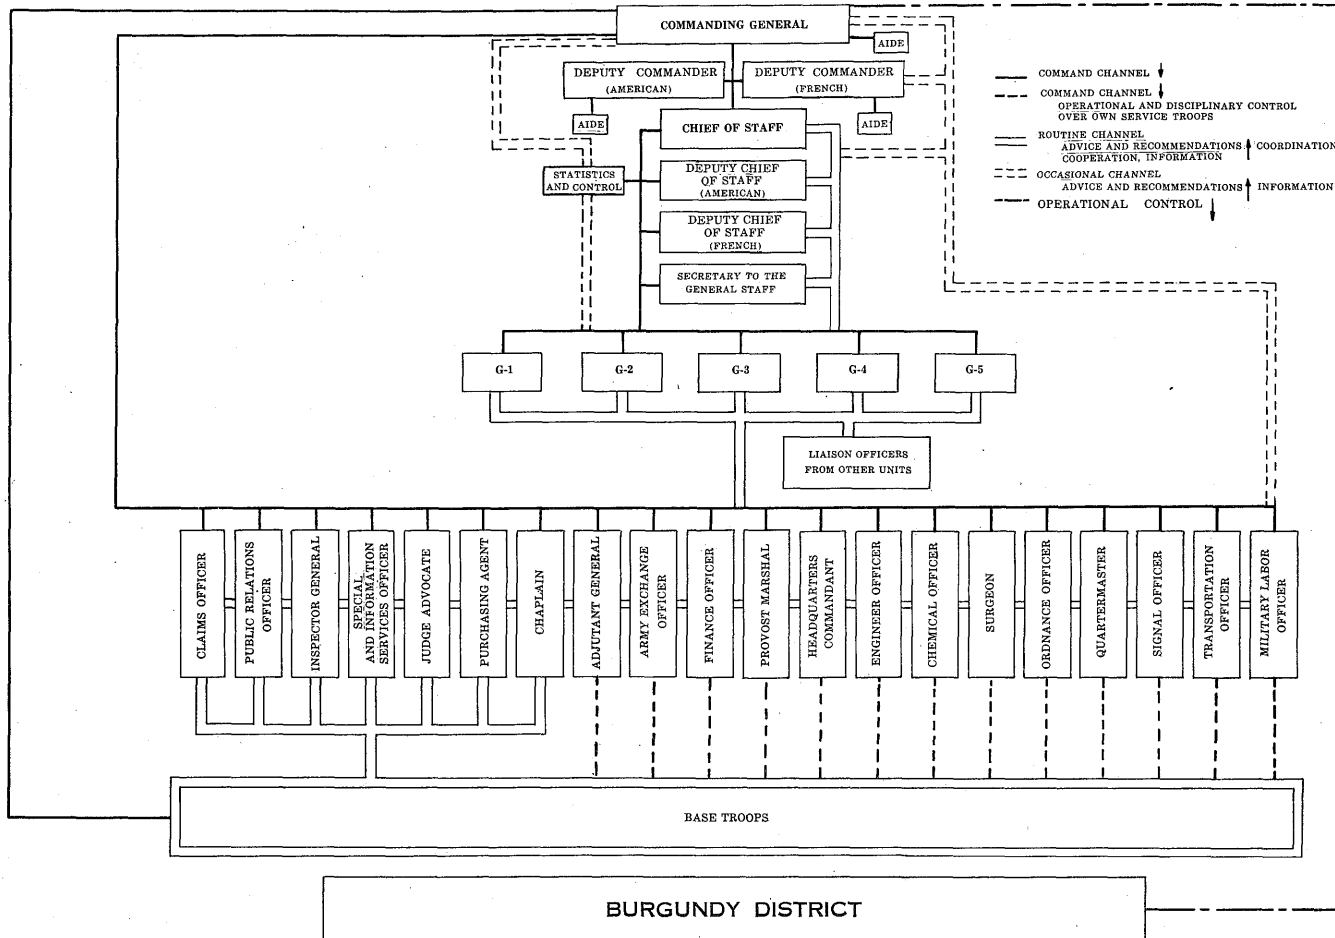 COMMANDING GENERAL
AIDE
DEPUTY COMMANDER
(AMERICAN)
DEPUTY COMMANDER
(FRENCH)
AIDE
AIDE
CHIEF OF STAFF
STATISTICS
AND CONTROL
DEPUTY CHIEF
OF STAFF
(AMERICAN)
DEPUTY CHIEF
OF STAFF
(FRENCH)
SECRETARY TO THE
GENERAL STAFF
COMMAND CHANNEL
COMMAND CHANNEL
OPERATIONAL AND DISCIPLINARY CONTROL
OVER OWN SERVICE TROOPS
ROUTINE CHANNEL
ADVICE AND RECOMMENDATIONS COORDINATION
COOPERATION, INFORMATION
OCCASIONAL CHANNEL
ADVICE AND RECOMMENDATIONS INFORMATION
OPERATIONAL CONTROL
G-1
G-2
G-3
G-4
G-5
LIAISON OFFICERS
FROM OTHER UNITS
CLAIMS OFFICER
PUBLIC RELATIONS
OFFICER
INSPECTOR GENERAL
SPECIAL
AND INFORMATION
SERVICES OFFICER
JUDGE ADVOCATE
PURCHASING AGENT
CHAPLAIN
ADJUTANT GENERAL
ARMY EXCHANGE
OFFICER
FINANCE OFFICER
PROVOST MARSHAL
HEADQUARTERS
COMMANDANT
ENGINEER OFFICER
CHEMICAL OFFICER
SURGEON
ORDNANCE OFFICER
QUARTERMASTER
SIGNAL OFFICER
TRANSPORTATION
OFFICER
MILITARY LABOR
OFFICER
BASE TROOPS
BURGUNDY DISTRICT